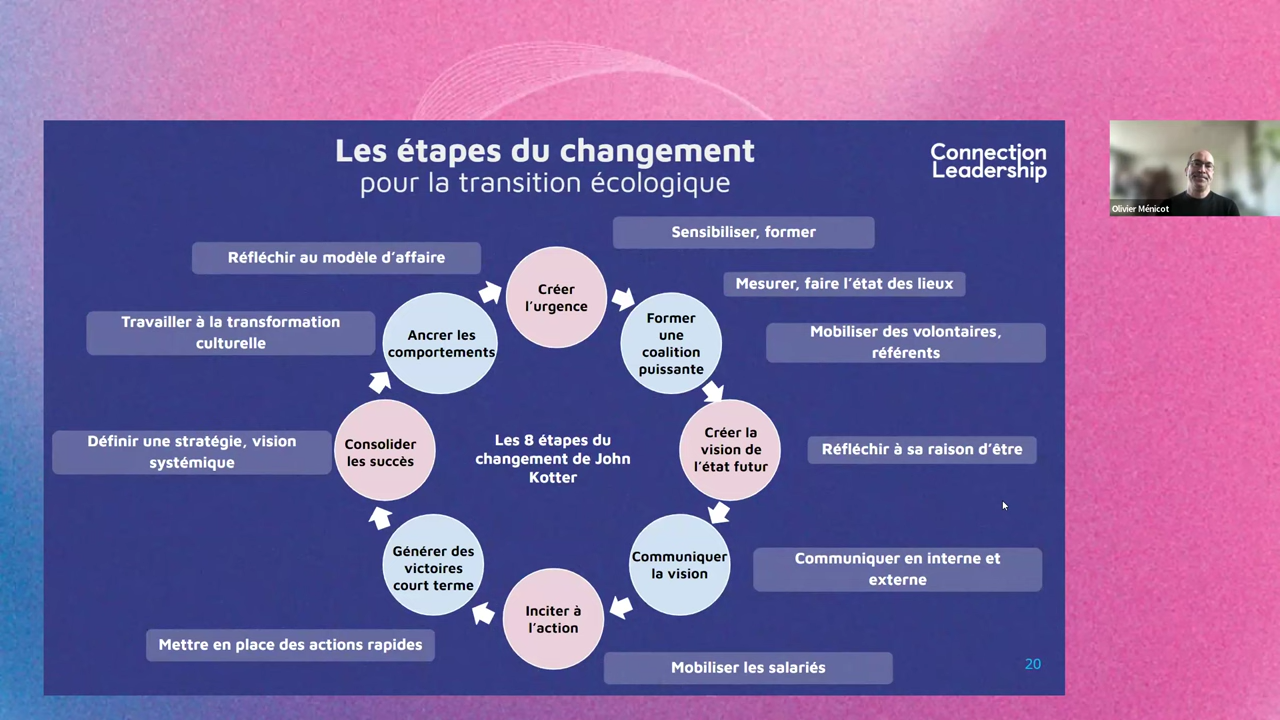 Les étapes du changement
pour la transition écologique
Connection
Leadership
Olivier Ménicot
Sensibiliser, former
Réfléchir au modèle d'affaire
Mesurer, faire l'état des lieux
Créer
l'urgence
Former
une
coalition
puissante
Ancrer les
comportements
Travailler à la transformation
culturelle
Mobiliser des volontaires,
référents
Définir une stratégie, vision
systémique
Consolider
les succès
Les 8 étapes du
changement de John
Kotter
Créer la
vision de
l'état futur
Réfléchir à sa raison d'être
Générer des
victoires
court terme
Communiquer
la vision
Communiquer en interne et
externe
Inciter à
l'action
Mettre en place des actions rapides
Mobiliser les salariés
20